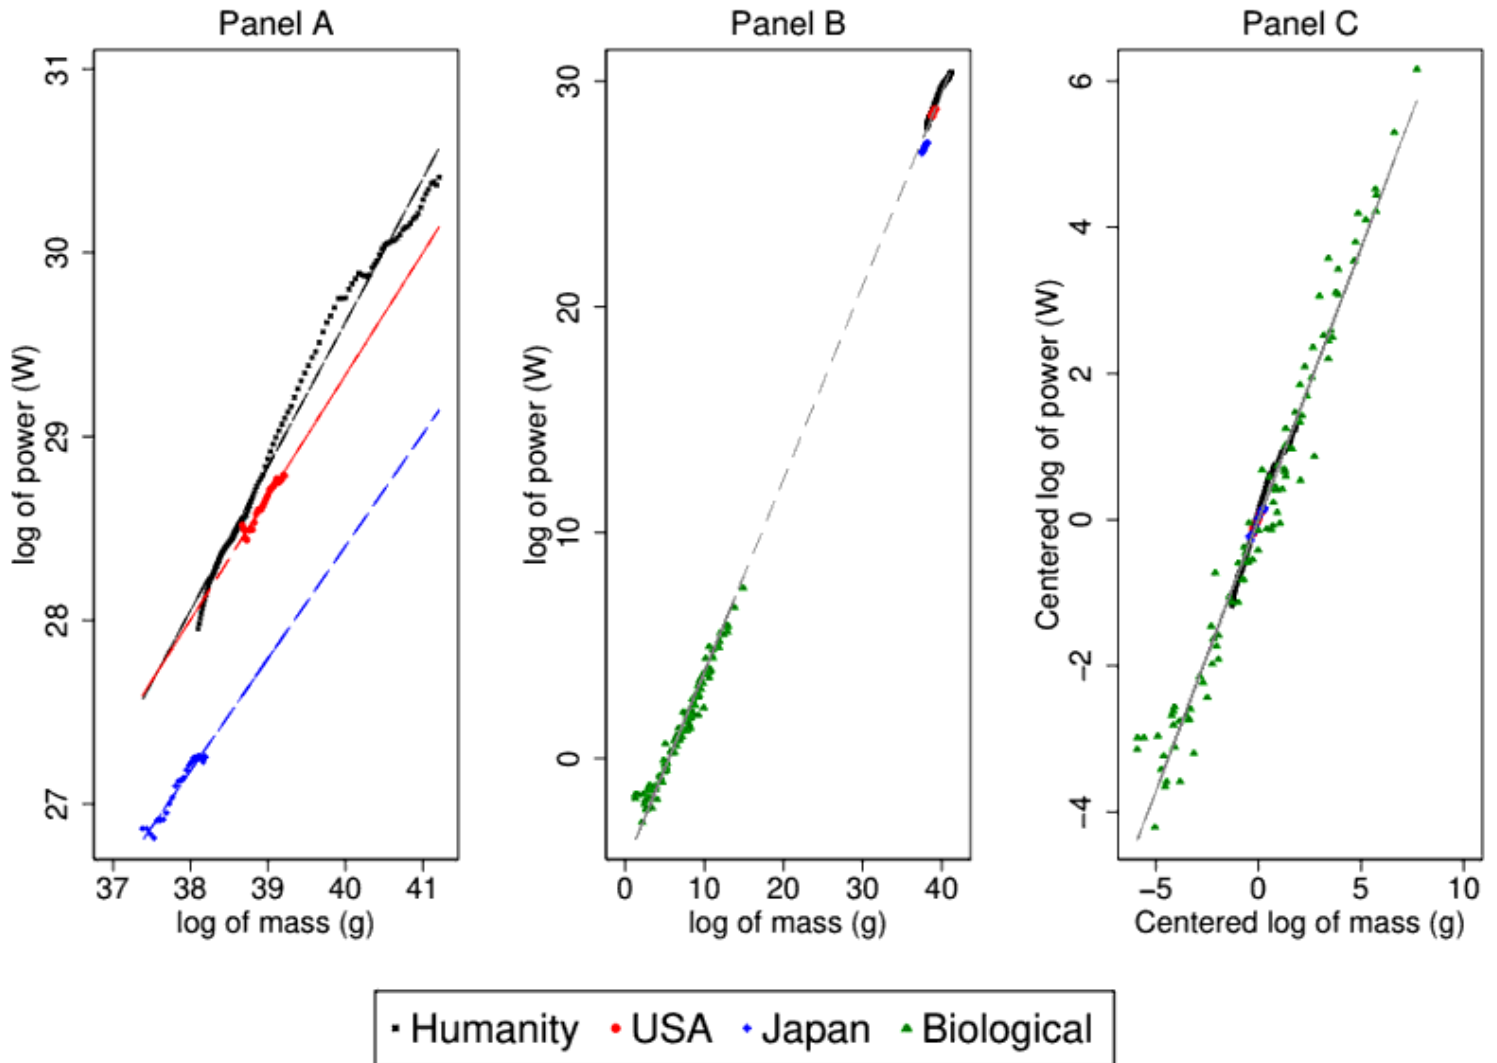 Panel A
Panel B
Panel C
log of power (W)
31
30
29
28
27
37 38 39 40 41
log of mass (g)
log of power (W)
30
20
10
0
0 10 20 30 40
log of mass (g)
Centered log of power (W)
6
4
2
0
−2
−4
−5 0 5 10
Centered log of mass (g)
Humanity USA Japan Biological